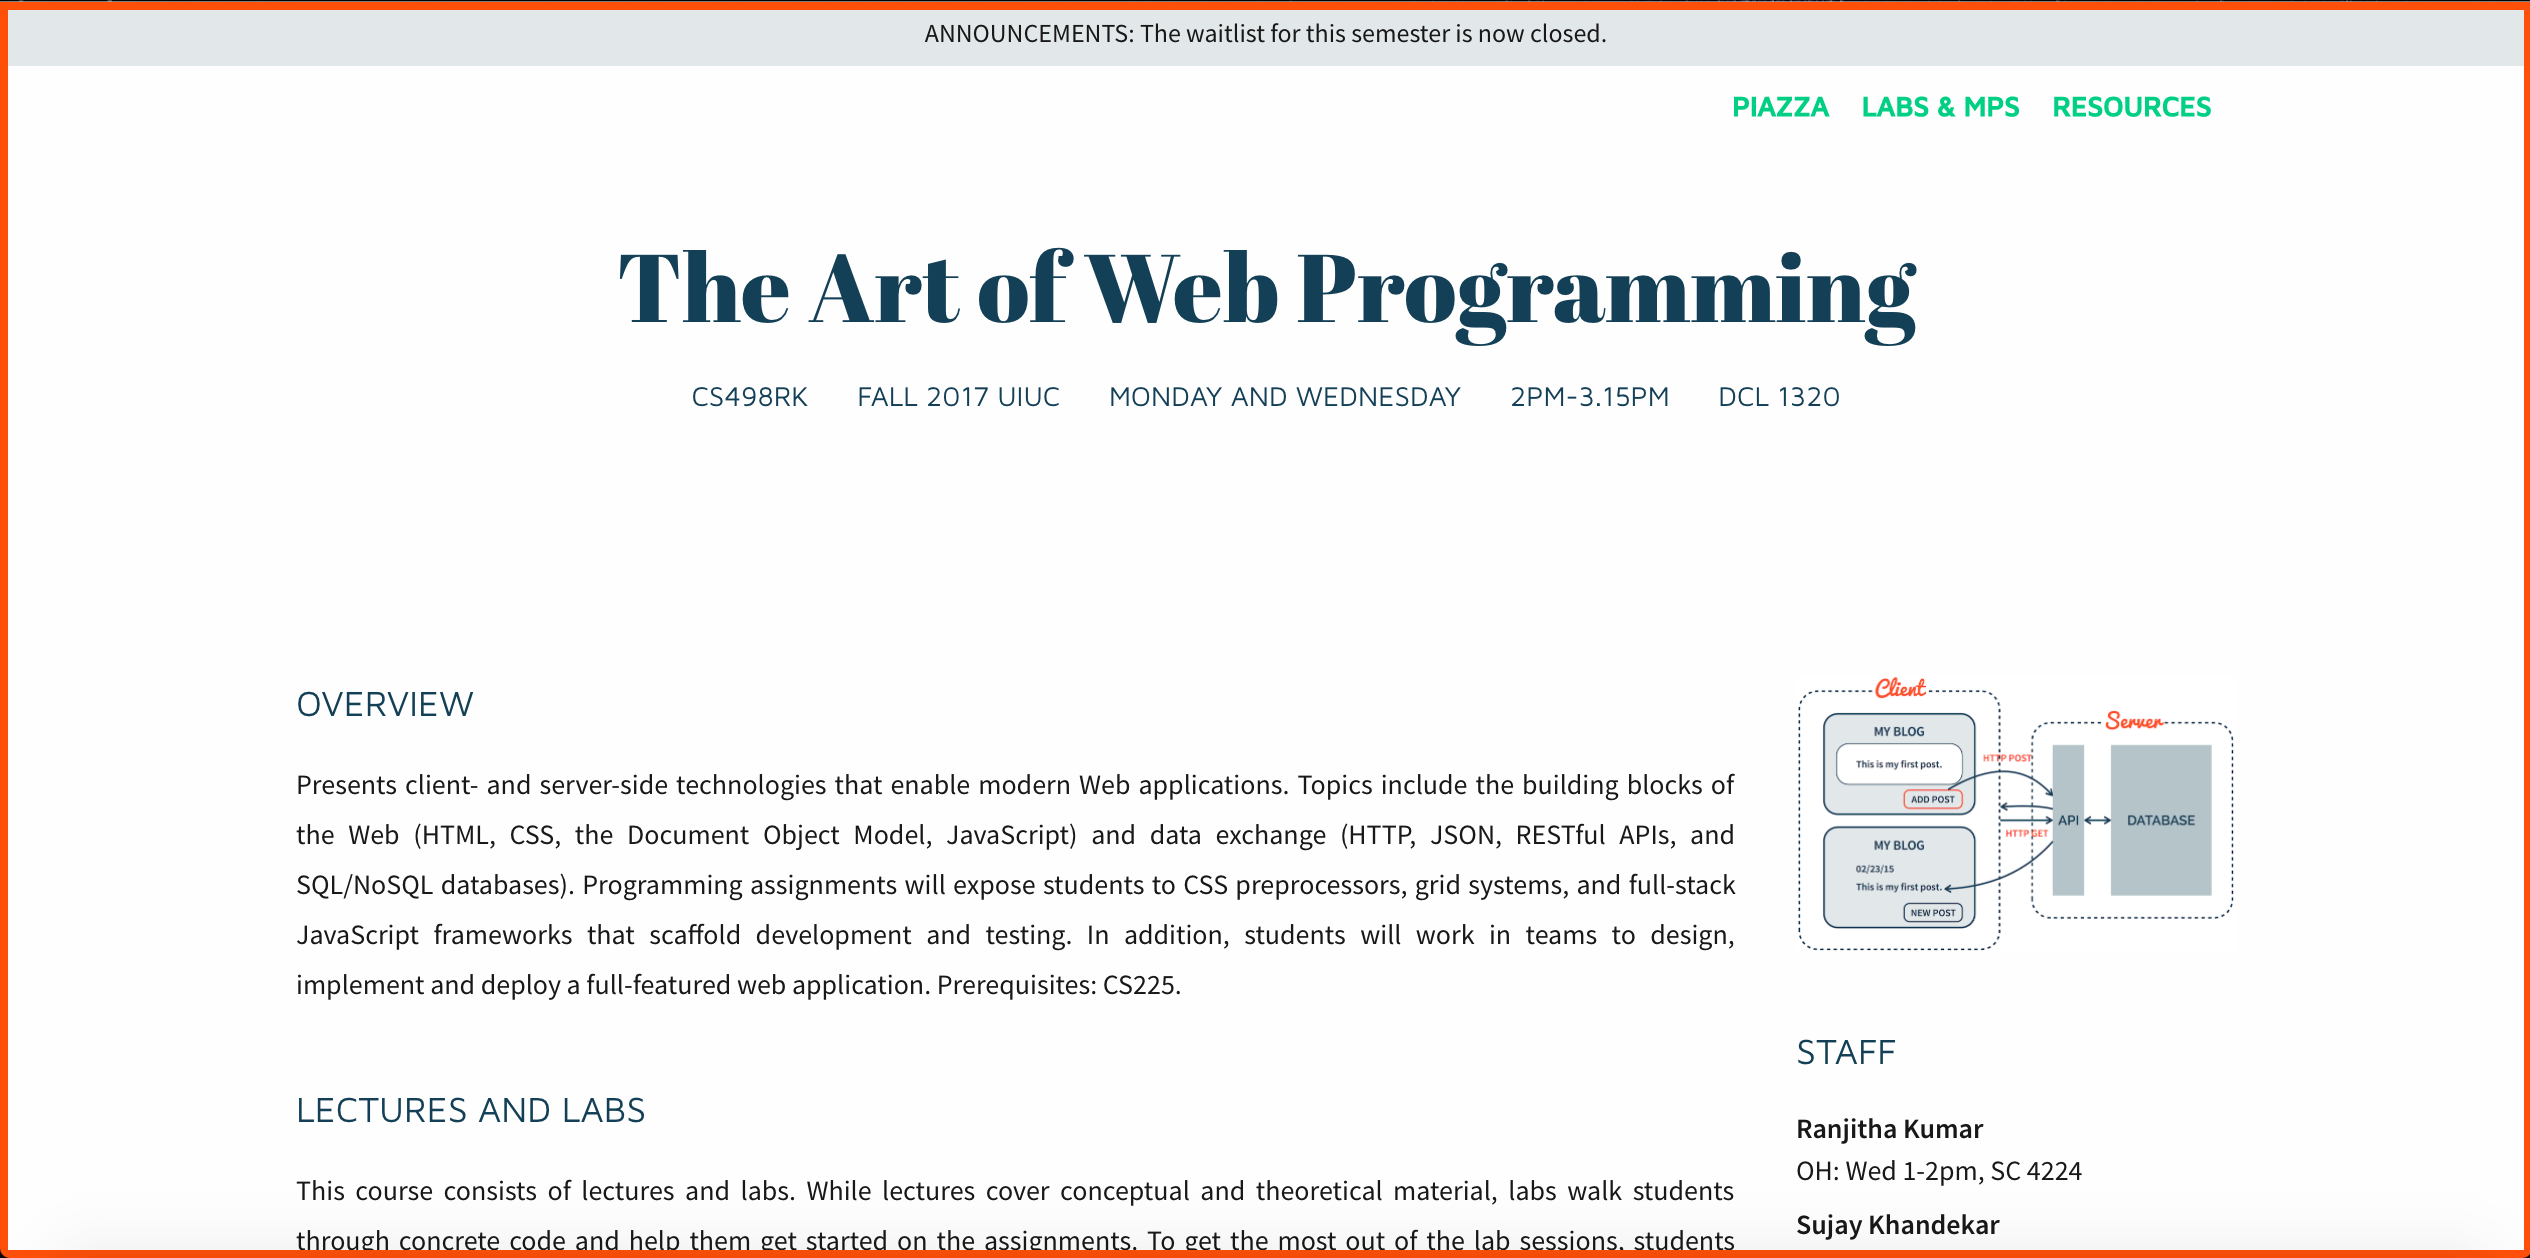 ANNOUNCEMENTS: The waitlist for this semester is now closed.
PIAZZA LABS & MPS RESOURCES
The Art of Web Programming
CS498RK FALL 2017 UIUC MONDAY AND WEDNESDAY 2PM-3.15PM DCL 1320
OVERVIEW
Presents client- and server-side technologies that enable modern Web applications. Topics include the building blocks of
the Web (HTML, CSS, the Document Object Model, JavaScript) and data exchange (HTTP, JSON, RESTful APIs, and
SQL/NoSQL databases). Programming assignments will expose students to CSS preprocessors, grid systems, and full-stack
JavaScript frameworks that scaffold development and testing. In addition, students will work in teams to design,
implement and deploy a full-featured web application. Prerequisites: CS225.
LECTURES AND LABS
This course consists of lectures and labs. While lectures cover conceptual and theoretical material, labs walk students
through concrete code and help them get started on the assignments. To get the most out of the lab sessions, students
Client
MY BLOG
This is my first post.
ADD POST
MY BLOG
02/23/15
This is my first post.
NEW POST
HTTP POST
HTTP GET
Server
API
DATABASE
STAFF
Ranjitha Kumar
OH: Wed 1-2pm, SC 4224
Sujay Khandekar